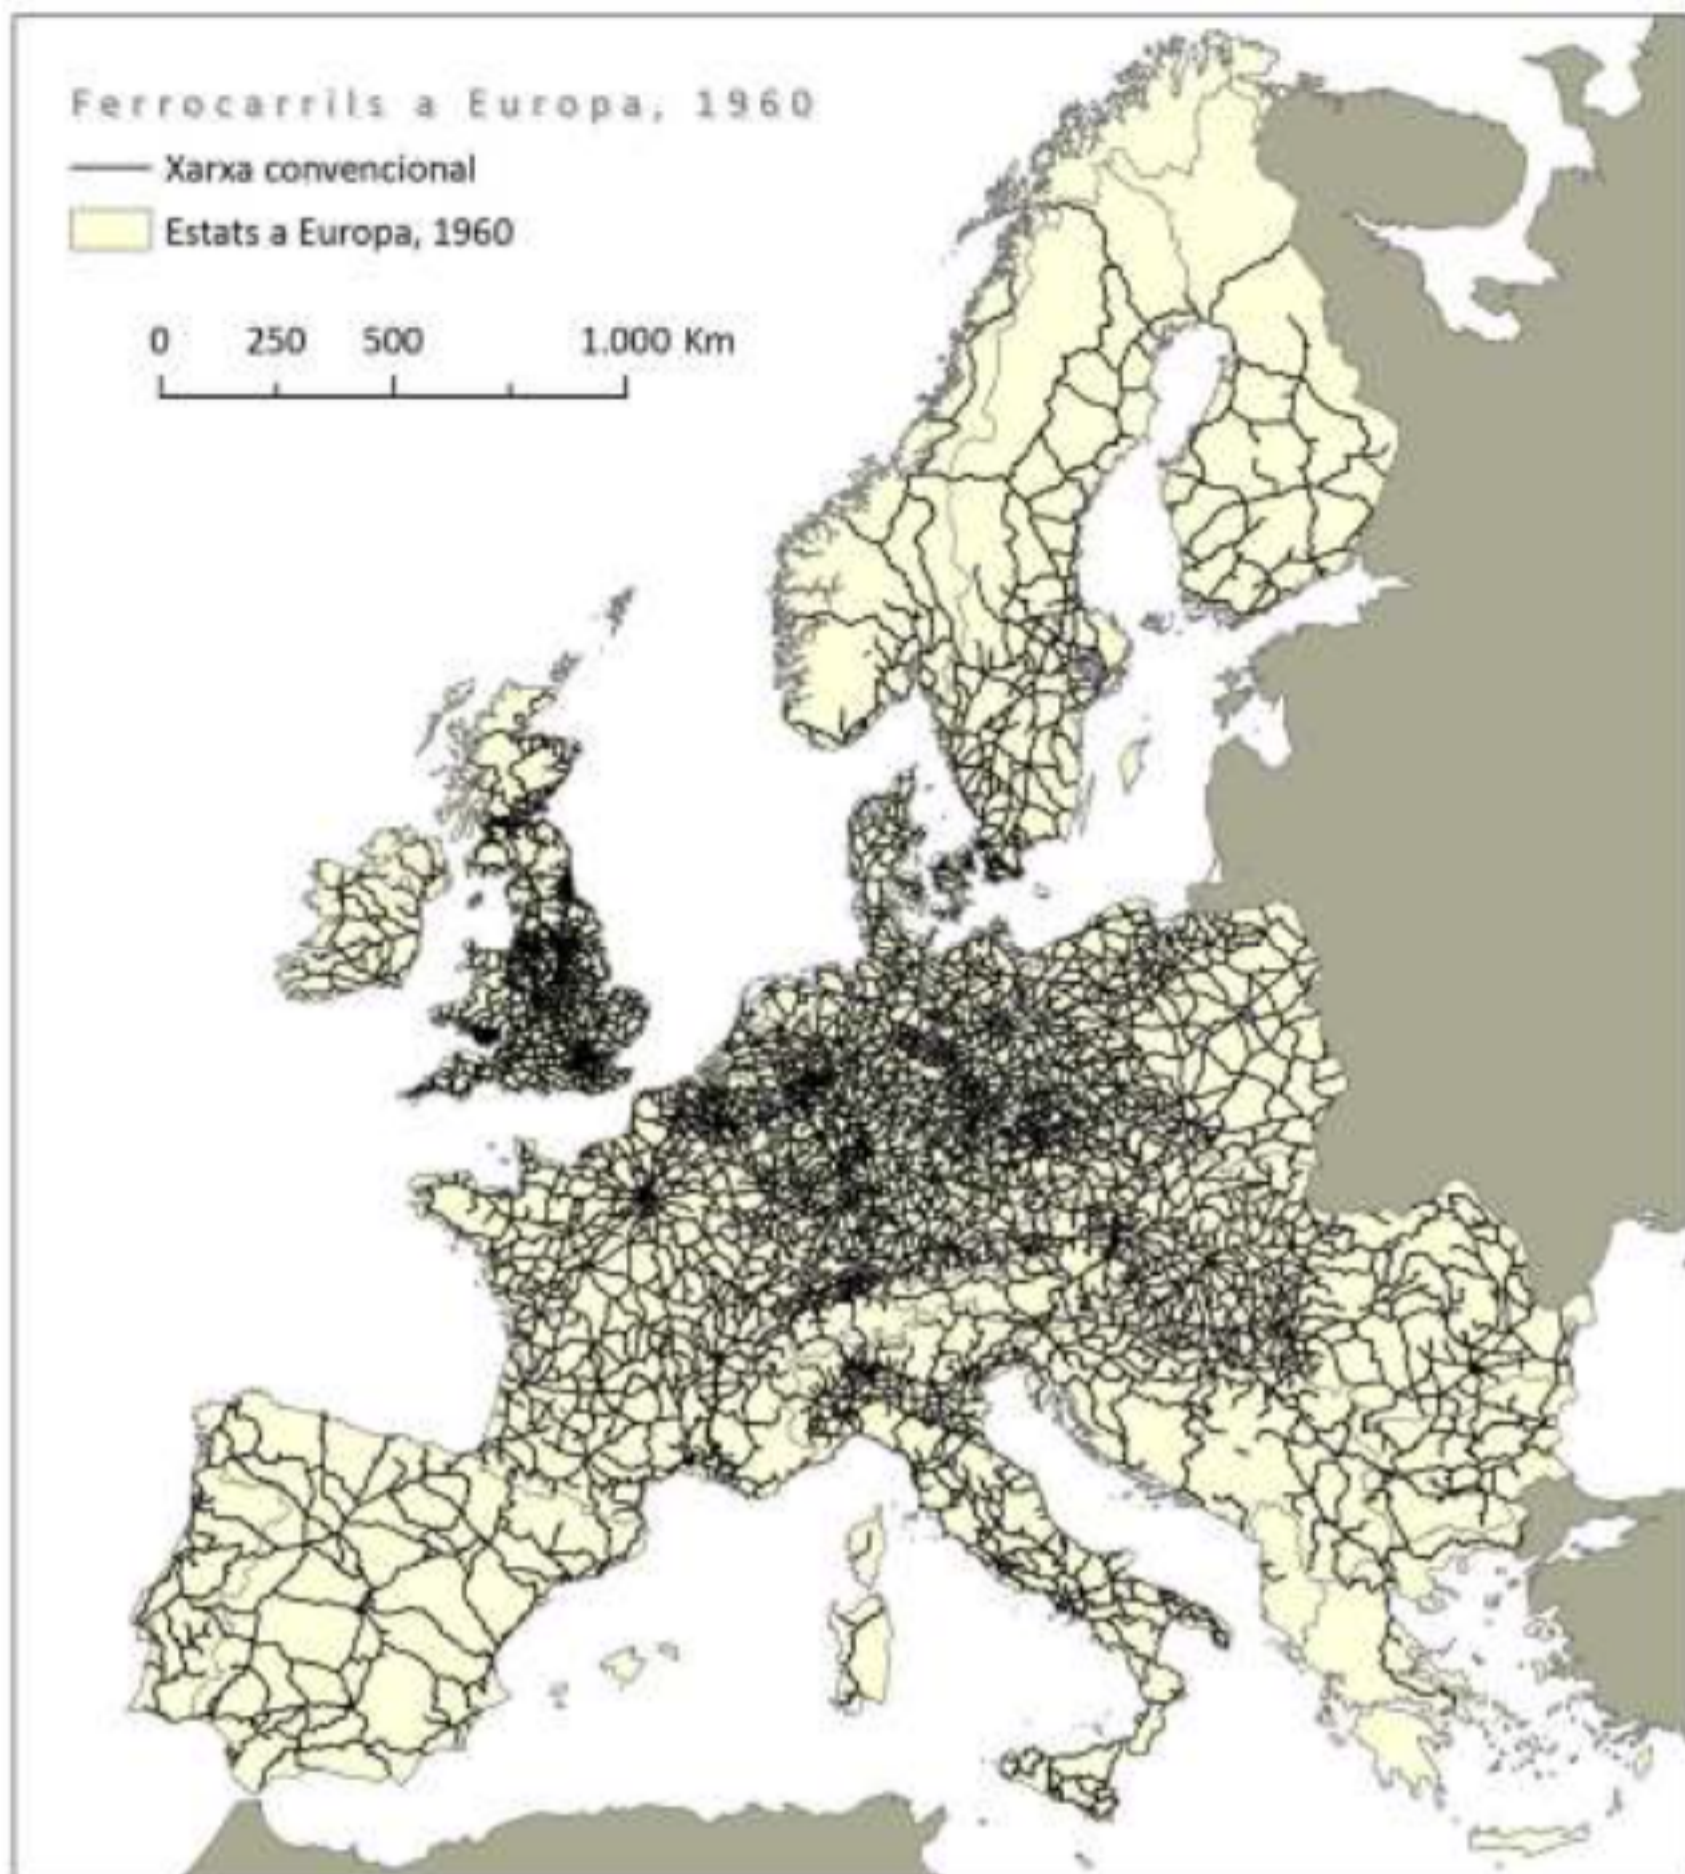 Ferrocarrils a Europa, 1960
Xarxa convencional
Estats a Europa, 1960
0 250 500 1.000 Km